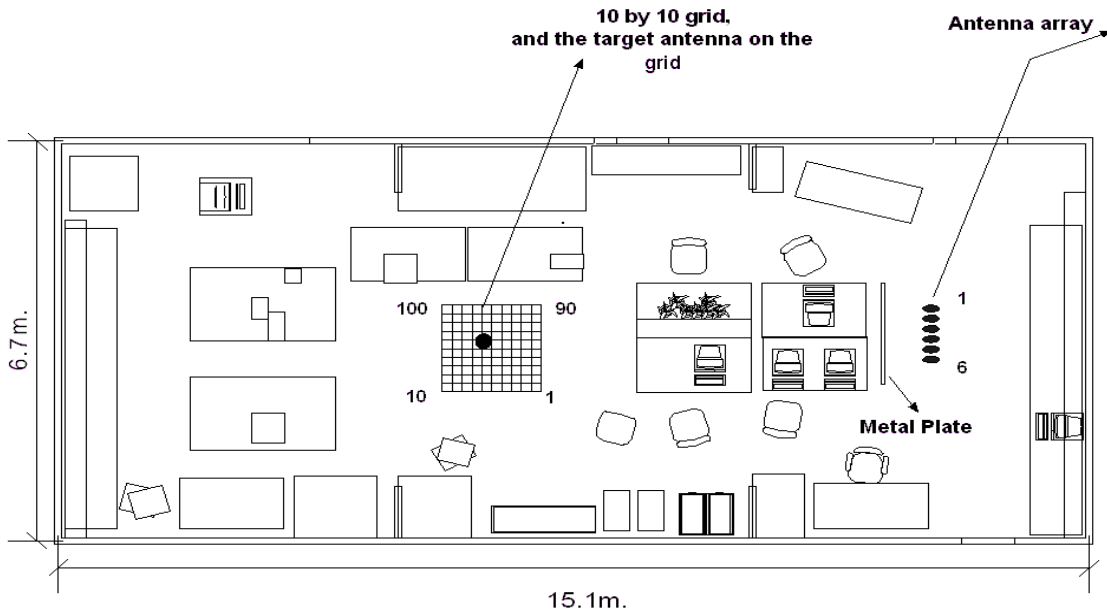 10 by 10 grid,
and the target antenna on the
grid
Antenna array
6.7m.
100
90
10
1
1
6
Metal Plate
15.1m.